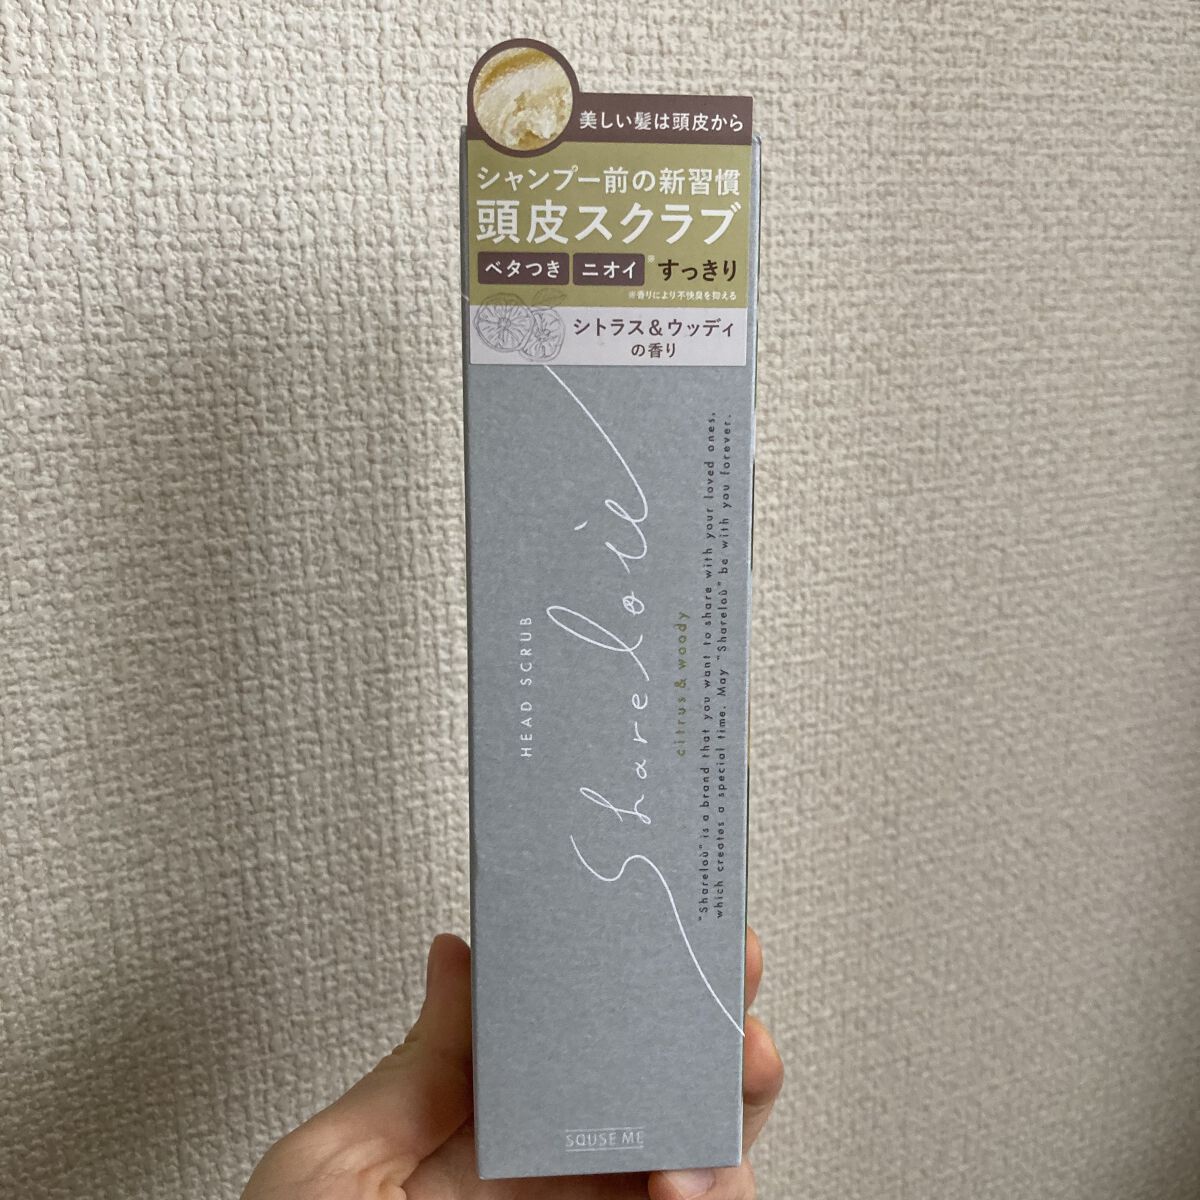 美しい髪は頭皮から
シャンプー前の新習慣
頭皮スクラブ
ベタつき ニオイ ※ すっきり
※香りにより不快臭を抑える
シトラス&ウッディ
の香り
HEAD SCRUB
Shareloü
citrus & woody
"Shareloù" is a brand that you want to share with your loved ones,
which creates a special time. May "Shareloù" be with you forever.
SQUSE ME